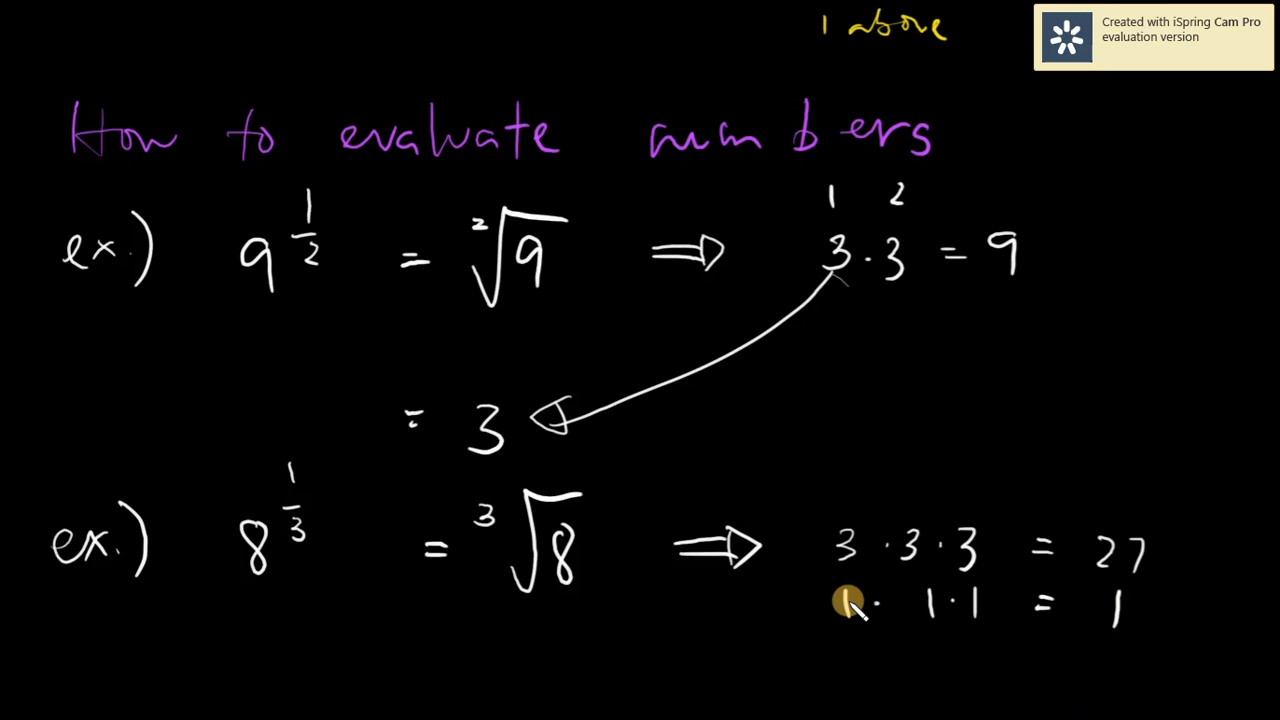 1 above
Created with iSpring Cam Pro
evaluation version
How to evaluate numbers
1 2
ex.) 9^(1/2) = ²√9 ⇒ 3 · 3 = 9
= 3
ex.) 8^(1/3) = ³√8 ⇒ 3 · 3 · 3 = 27
1 · 1 · 1 = 1